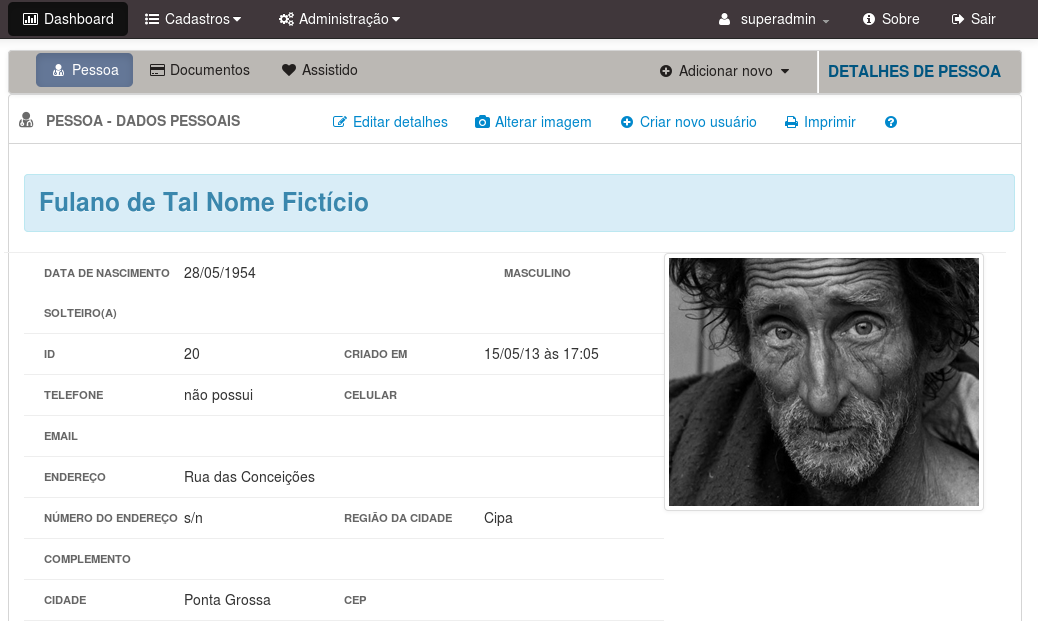 Dashboard Cadastros Administração superadmin Sobre Sair
Pessoa Documentos Assistido Adicionar novo DETALHES DE PESSOA
PESSOA - DADOS PESSOAIS Editar detalhes Alterar imagem Criar novo usuário Imprimir
Fulano de Tal Nome Fictício
DATA DE NASCIMENTO 28/05/1954 MASCULINO
SOLTEIRO(A)
ID 20 CRIADO EM 15/05/13 às 17:05
TELEFONE não possui CELULAR
EMAIL
ENDEREÇO Rua das Conceições
NÚMERO DO ENDEREÇO s/n REGIÃO DA CIDADE Cipa
COMPLEMENTO
CIDADE Ponta Grossa CEP